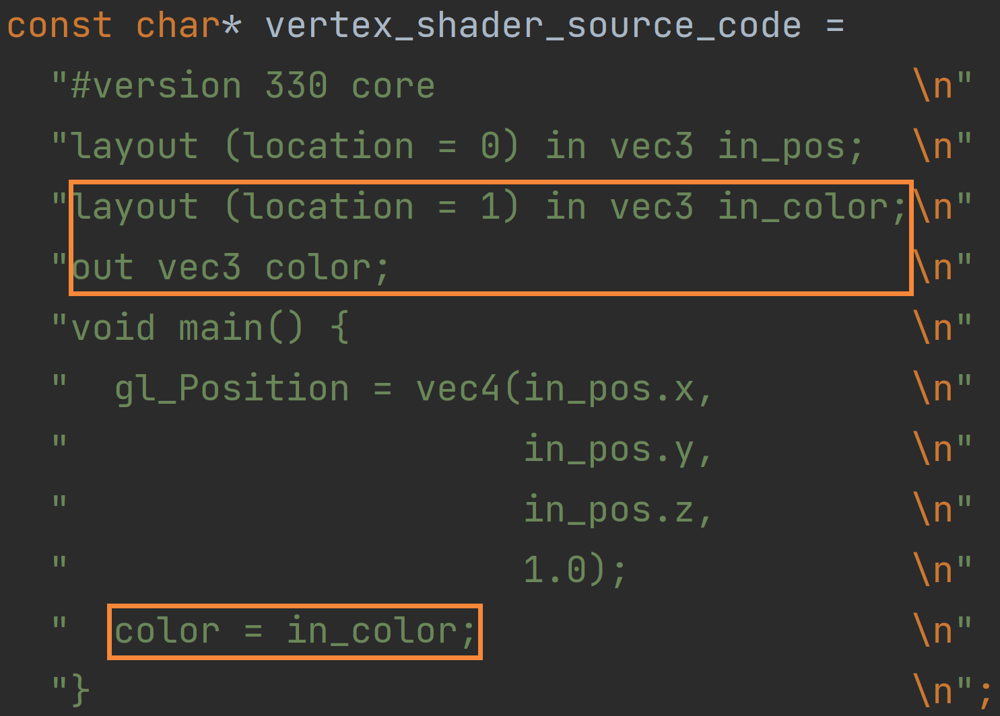 const char* vertex_shader_source_code =
"#version 330 core \n"
"layout (location = 0) in vec3 in_pos; \n"
"layout (location = 1) in vec3 in_color;\n"
"out vec3 color; \n"
"void main() { \n"
"  gl_Position = vec4(in_pos.x, \n"
"                     in_pos.y, \n"
"                     in_pos.z, \n"
"                     1.0); \n"
"  color = in_color; \n"
"} \n";